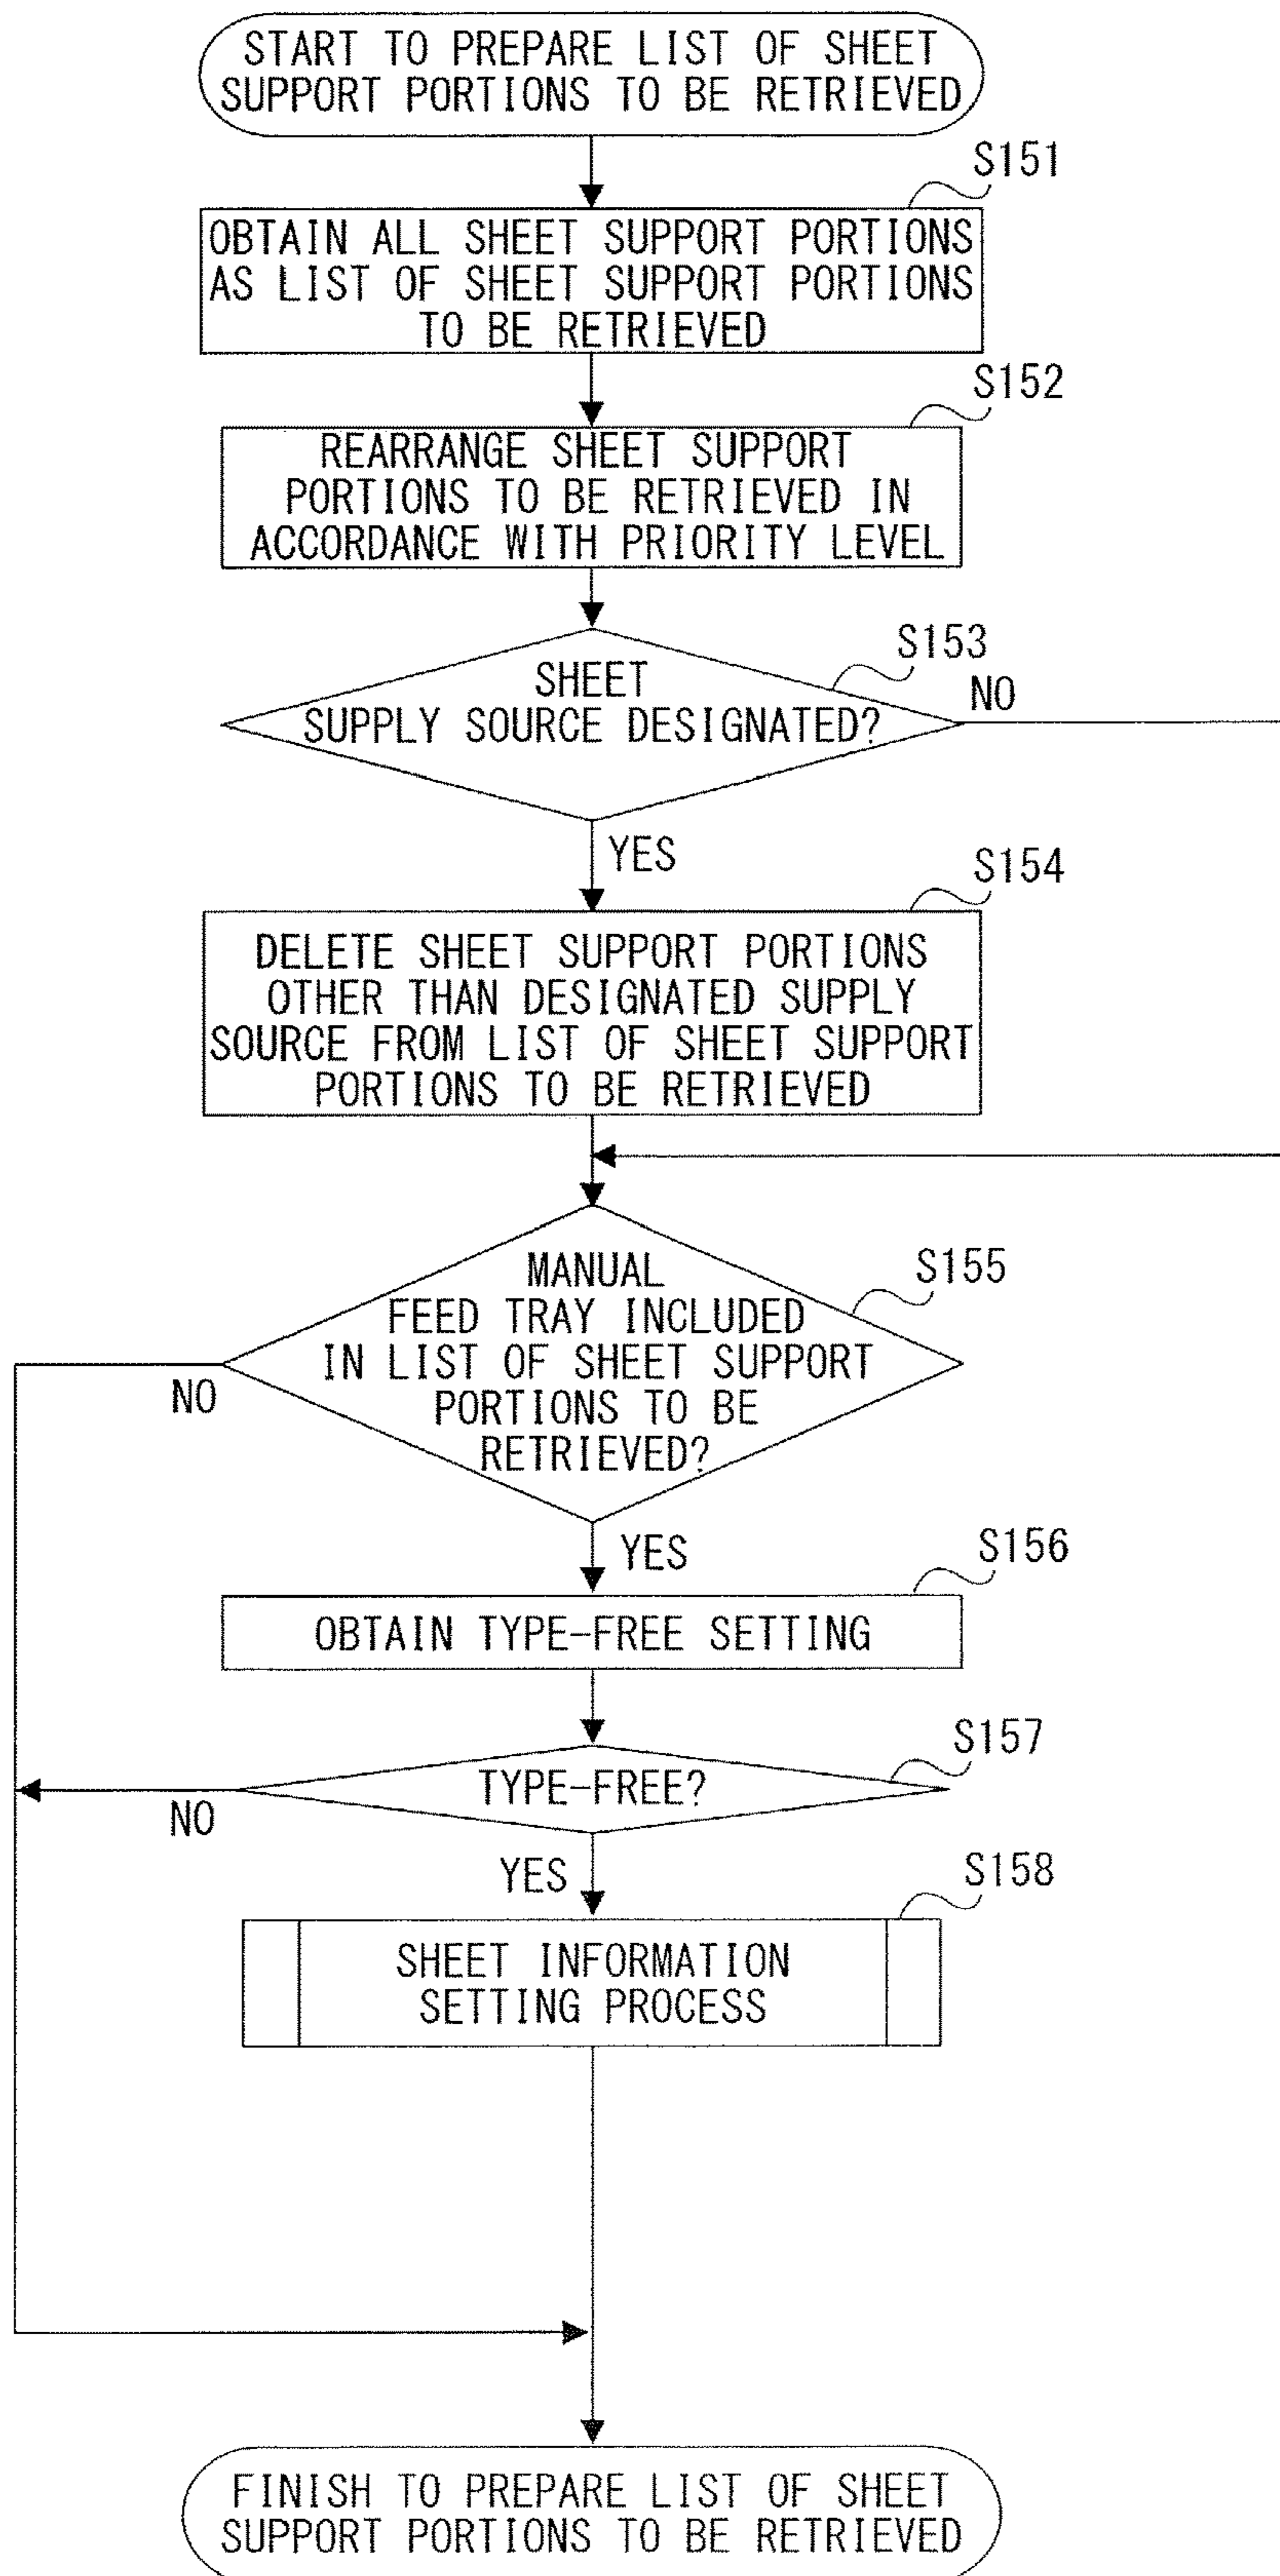 START TO PREPARE LIST OF SHEET
SUPPORT PORTIONS TO BE RETRIEVED
S151
OBTAIN ALL SHEET SUPPORT PORTIONS
AS LIST OF SHEET SUPPORT PORTIONS
TO BE RETRIEVED
S152
REARRANGE SHEET SUPPORT
PORTIONS TO BE RETRIEVED IN
ACCORDANCE WITH PRIORITY LEVEL
S153
SHEET
SUPPLY SOURCE DESIGNATED?
NO
YES
S154
DELETE SHEET SUPPORT PORTIONS
OTHER THAN DESIGNATED SUPPLY
SOURCE FROM LIST OF SHEET SUPPORT
PORTIONS TO BE RETRIEVED
S155
MANUAL
FEED TRAY INCLUDED
IN LIST OF SHEET SUPPORT
PORTIONS TO BE
RETRIEVED?
NO
YES
S156
OBTAIN TYPE-FREE SETTING
S157
TYPE-FREE?
NO
YES
S158
SHEET INFORMATION
SETTING PROCESS
FINISH TO PREPARE LIST OF SHEET
SUPPORT PORTIONS TO BE RETRIEVED